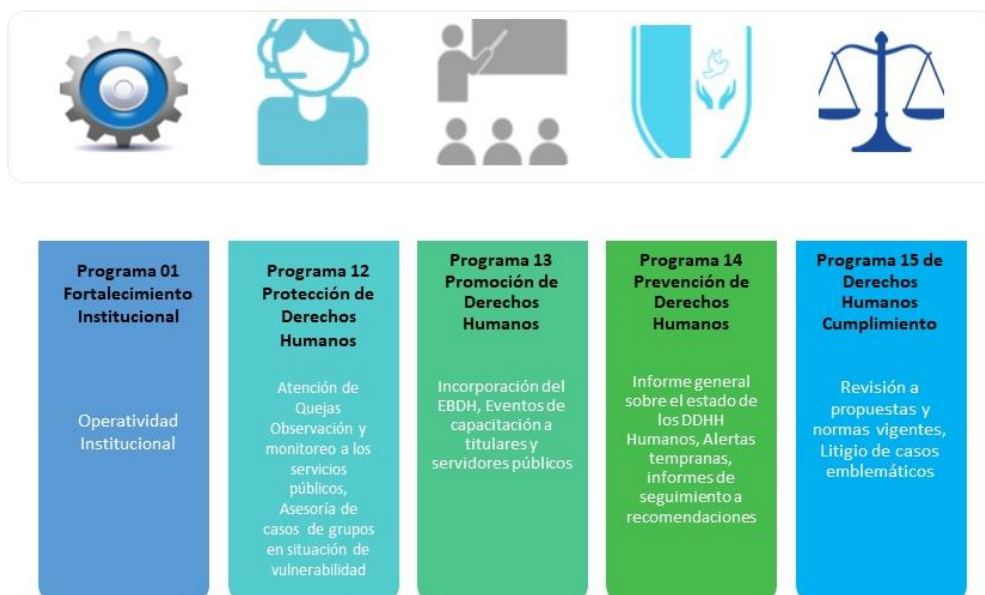 Programa 01
Fortalecimiento
Institucional
Operatividad
Institucional
Programa 12
Protección de
Derechos
Humanos
Atención de
Quejas
Observación y
monitoreo a los
servicios
públicos,
Asesoría de
casos de grupos
en situación de
vulnerabilidad
Programa 13
Promoción de
Derechos
Humanos
Incorporación del
EBDH, Eventos de
capacitación a
titulares y
servidores públicos
Programa 14
Prevención de
Derechos
Humanos
Informe general
sobre el estado de
los DDHH
Humanos, Alertas
tempranas,
informes de
seguimiento a
recomendaciones
Programa 15 de
Derechos
Humanos
Cumplimiento
Revisión a
propuestas y
normas vigentes,
Litigio de casos
emblemáticos